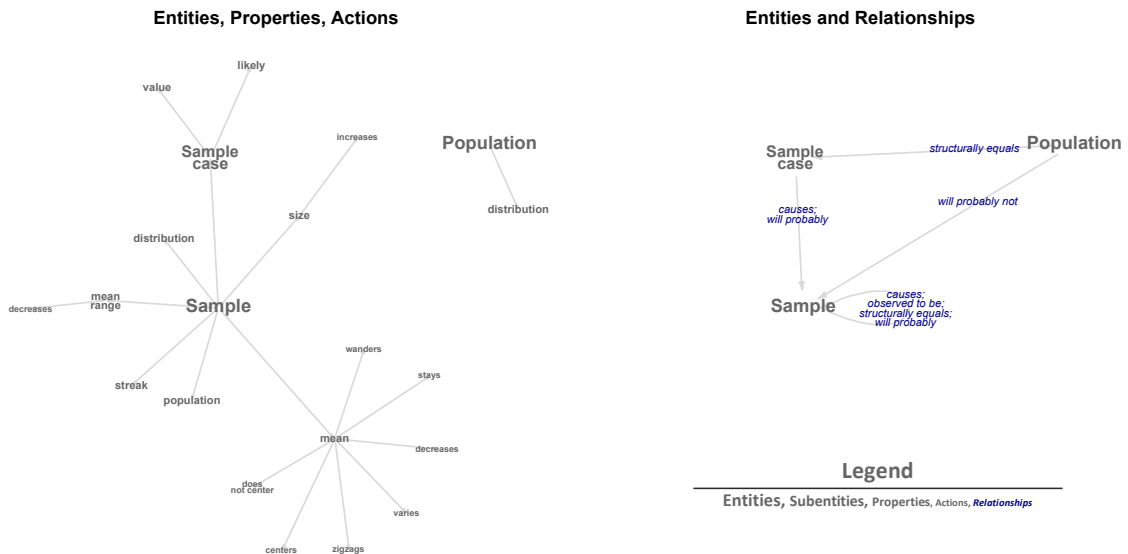 Entities, Properties, Actions
likely
value
increases
Population
Sample
case
size
distribution
distribution
mean
range
decreases
Sample
wanders
stays
streak
population
mean
decreases
does
not center
varies
centers
zigzags
Entities and Relationships
Population
structurally equals
Sample
case
will probably not
causes;
will probably
Sample
causes;
observed to be;
structurally equals;
will probably
Legend
Entities, Subentities, Properties, Actions, Relationships